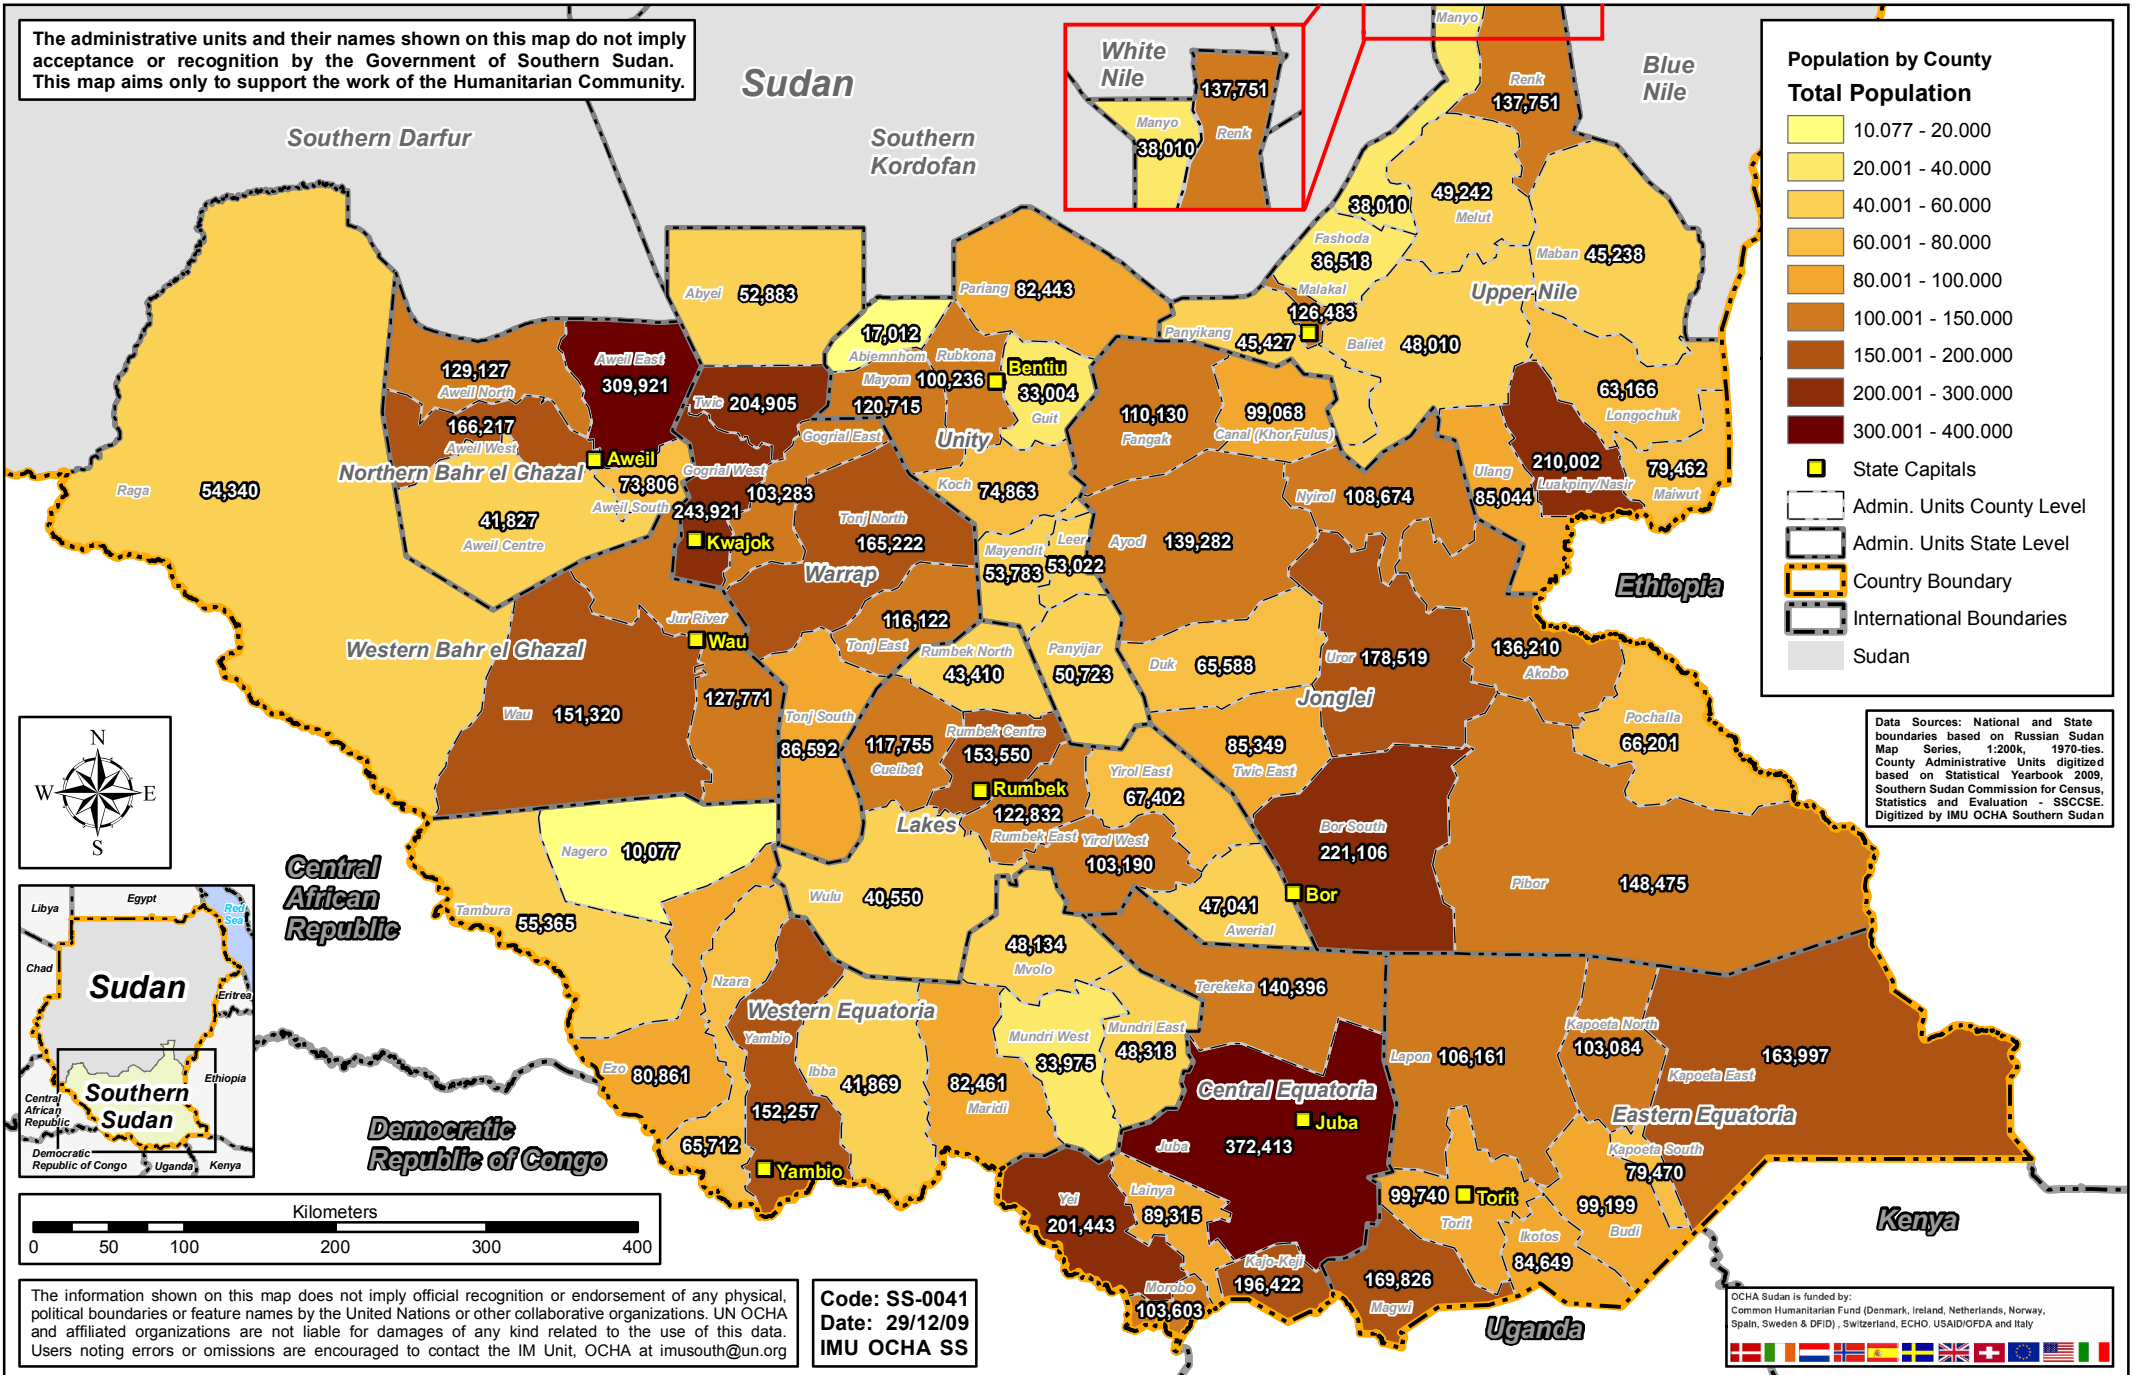 The administrative units and their names shown on this map do not imply
acceptance or recognition by the Government of Southern Sudan.
This map aims only to support the work of the Humanitarian Community.
Sudan
Southern Darfur
Southern
Kordofan
White
Nile
137,751
Manyo
38,010
Renk
Manyo
Renk
137,751
Blue
Nile
Population by County
Total Population
10.077 - 20.000
20.001 - 40.000
40.001 - 60.000
60.001 - 80.000
80.001 - 100.000
100.001 - 150.000
150.001 - 200.000
200.001 - 300.000
300.001 - 400.000
State Capitals
Admin. Units County Level
Admin. Units State Level
Country Boundary
International Boundaries
Sudan
38,010
49,242
Melut
Fashoda
36,518
Maban 45,238
Malakal
126,483
Upper Nile
Panyikang
45,427
Baliet 48,010
63,166
Longochuk
210,002
Luakpiny/Nasir
79,462
Maiwut
Ulang
85,044
Abyei 52,883
Pariang 82,443
17,012
Abiemnhom
Rubkona
100,236
Bentiu
33,004
Guit
Mayom
120,715
Unity
Koch 74,863
Mayendit
53,783
Leer
53,022
Panyijar
50,723
129,127
Aweil North
Aweil East
309,921
166,217
Aweil West
Aweil
Northern Bahr el Ghazal
73,806
Aweil South
41,827
Aweil Centre
Raga 54,340
Twic 204,905
Gogrial East
103,283
Gogrial West
243,921
Kwajok
Tonj North
165,222
Warrap
116,122
Tonj East
Tonj South
86,592
110,130
Fangak
99,068
Canal (Khor Fulus)
Nyirol 108,674
Ayod 139,282
Duk 65,588
Uror 178,519
136,210
Akobo
Jonglei
Pochalla
66,201
85,349
Twic East
Bor South
221,106
Bor
Pibor 148,475
Ethiopia
Western Bahr el Ghazal
Jur River
Wau
127,771
Wau 151,320
Rumbek North
43,410
117,755
Cueibet
Rumbek Centre
153,550
Rumbek
122,832
Rumbek East
Lakes
Yirol East
67,402
Yirol West
103,190
Wulu 40,550
47,041
Awerial
Nagero 10,077
Tambura
55,365
Nzara
65,712
Ezo 80,861
Western Equatoria
Yambio
152,257
Yambio
Ibba
41,869
82,461
Maridi
48,134
Mvolo
Mundri West
33,975
Mundri East
48,318
Terekeka 140,396
Central Equatoria
Juba
Juba 372,413
Yei
201,443
Lainya
89,315
Morobo
103,603
Kajo-Keji
196,422
Lapon 106,161
Kapoeta North
103,084
163,997
Kapoeta East
Eastern Equatoria
Kapoeta South
79,470
99,740
Torit
Torit
99,199
Budi
Ikotos
84,649
169,826
Magwi
Central
African
Republic
Democratic
Republic of Congo
Kenya
Uganda
Data Sources: National and State
boundaries based on Russian Sudan
Map Series, 1:200k, 1970-ties.
County Administrative Units digitized
based on Statistical Yearbook 2009,
Southern Sudan Commission for Census,
Statistics and Evaluation - SSCCSE.
Digitized by IMU OCHA Southern Sudan
N
W E
S
Libya
Egypt
Red
Sea
Chad
Sudan
Eritrea
Ethiopia
Southern
Sudan
Central
African
Republic
Democratic
Republic of Congo
Uganda
Kenya
Kilometers
0 50 100 200 300 400
The information shown on this map does not imply official recognition or endorsement of any physical,
political boundaries or feature names by the United Nations or other collaborative organizations. UN OCHA
and affiliated organizations are not liable for damages of any kind related to the use of this data.
Users noting errors or omissions are encouraged to contact the IM Unit, OCHA at imusouth@un.org
Code: SS-0041
Date: 29/12/09
IMU OCHA SS
OCHA Sudan is funded by:
Common Humanitarian Fund (Denmark, Ireland, Netherlands, Norway,
Spain, Sweden & DFID) , Switzerland, ECHO, USAID/OFDA and Italy